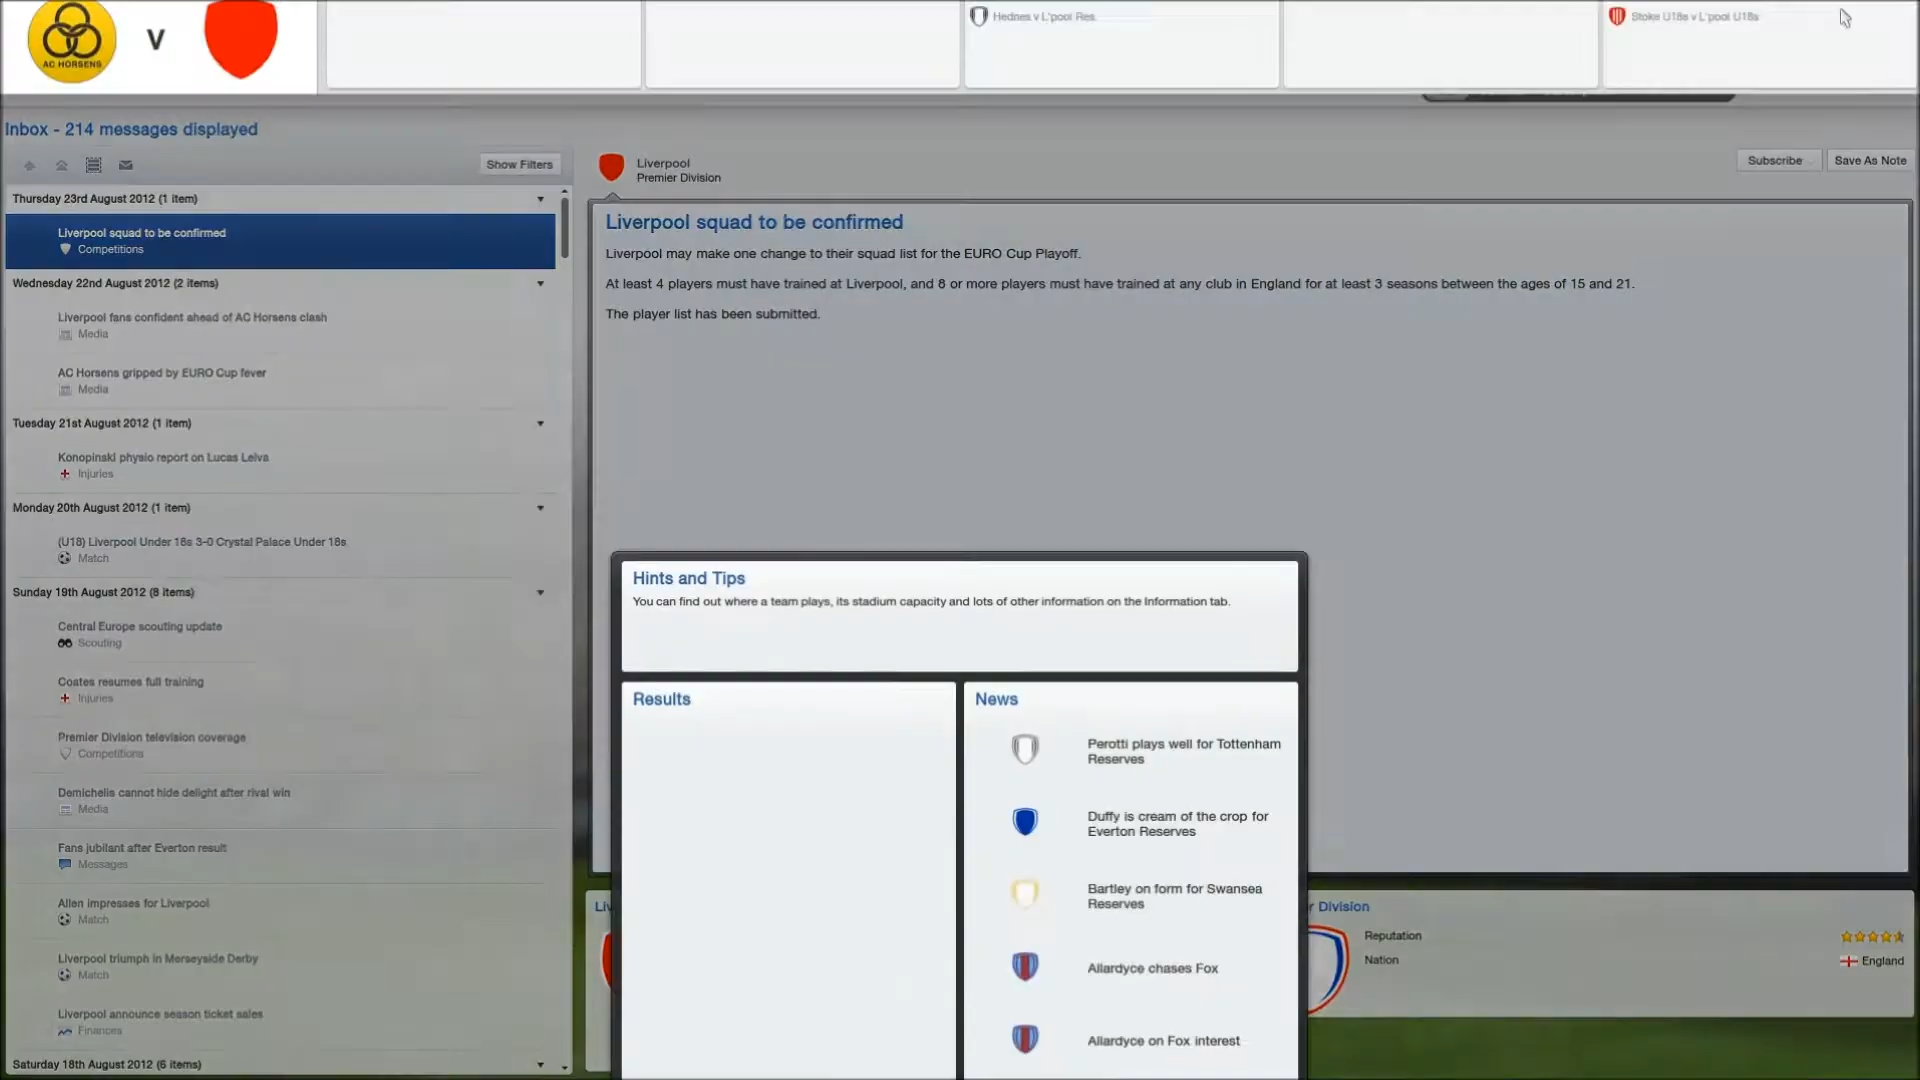 AC HORSENS
V
Hednes v L'pool Res
Stoke U18s v L'pool U18s
Inbox - 214 messages displayed
Show Filters
Thursday 23rd August 2012 (1 item)
Liverpool squad to be confirmed
Competitions
Wednesday 22nd August 2012 (2 items)
Liverpool fans confident ahead of AC Horsens clash
Media
AC Horsens gripped by EURO Cup fever
Media
Tuesday 21st August 2012 (1 item)
Konopinski physio report on Lucas Leiva
Injuries
Monday 20th August 2012 (1 item)
(U18) Liverpool Under 18s 3-0 Crystal Palace Under 18s
Match
Sunday 19th August 2012 (8 items)
Central Europe scouting update
Scouting
Coates resumes full training
Injuries
Premier Division television coverage
Competitions
Demichelis cannot hide delight after rival win
Media
Fans jubilant after Everton result
Messages
Allen impresses for Liverpool
Match
Liverpool triumph in Merseyside Derby
Match
Liverpool announce season ticket sales
Finances
Saturday 18th August 2012 (6 items)
Liverpool
Premier Division
Subscribe
Save As Note
Liverpool squad to be confirmed
Liverpool may make one change to their squad list for the EURO Cup Playoff.
At least 4 players must have trained at Liverpool, and 8 or more players must have trained at any club in England for at least 3 seasons between the ages of 15 and 21.
The player list has been submitted.
Hints and Tips
You can find out where a team plays, its stadium capacity and lots of other information on the Information tab.
Results
News
Perotti plays well for Tottenham
Reserves
Duffy is cream of the crop for
Everton Reserves
Bartley on form for Swansea
Reserves
Allardyce chases Fox
Allardyce on Fox interest
Liv
r Division
Reputation
Nation
England